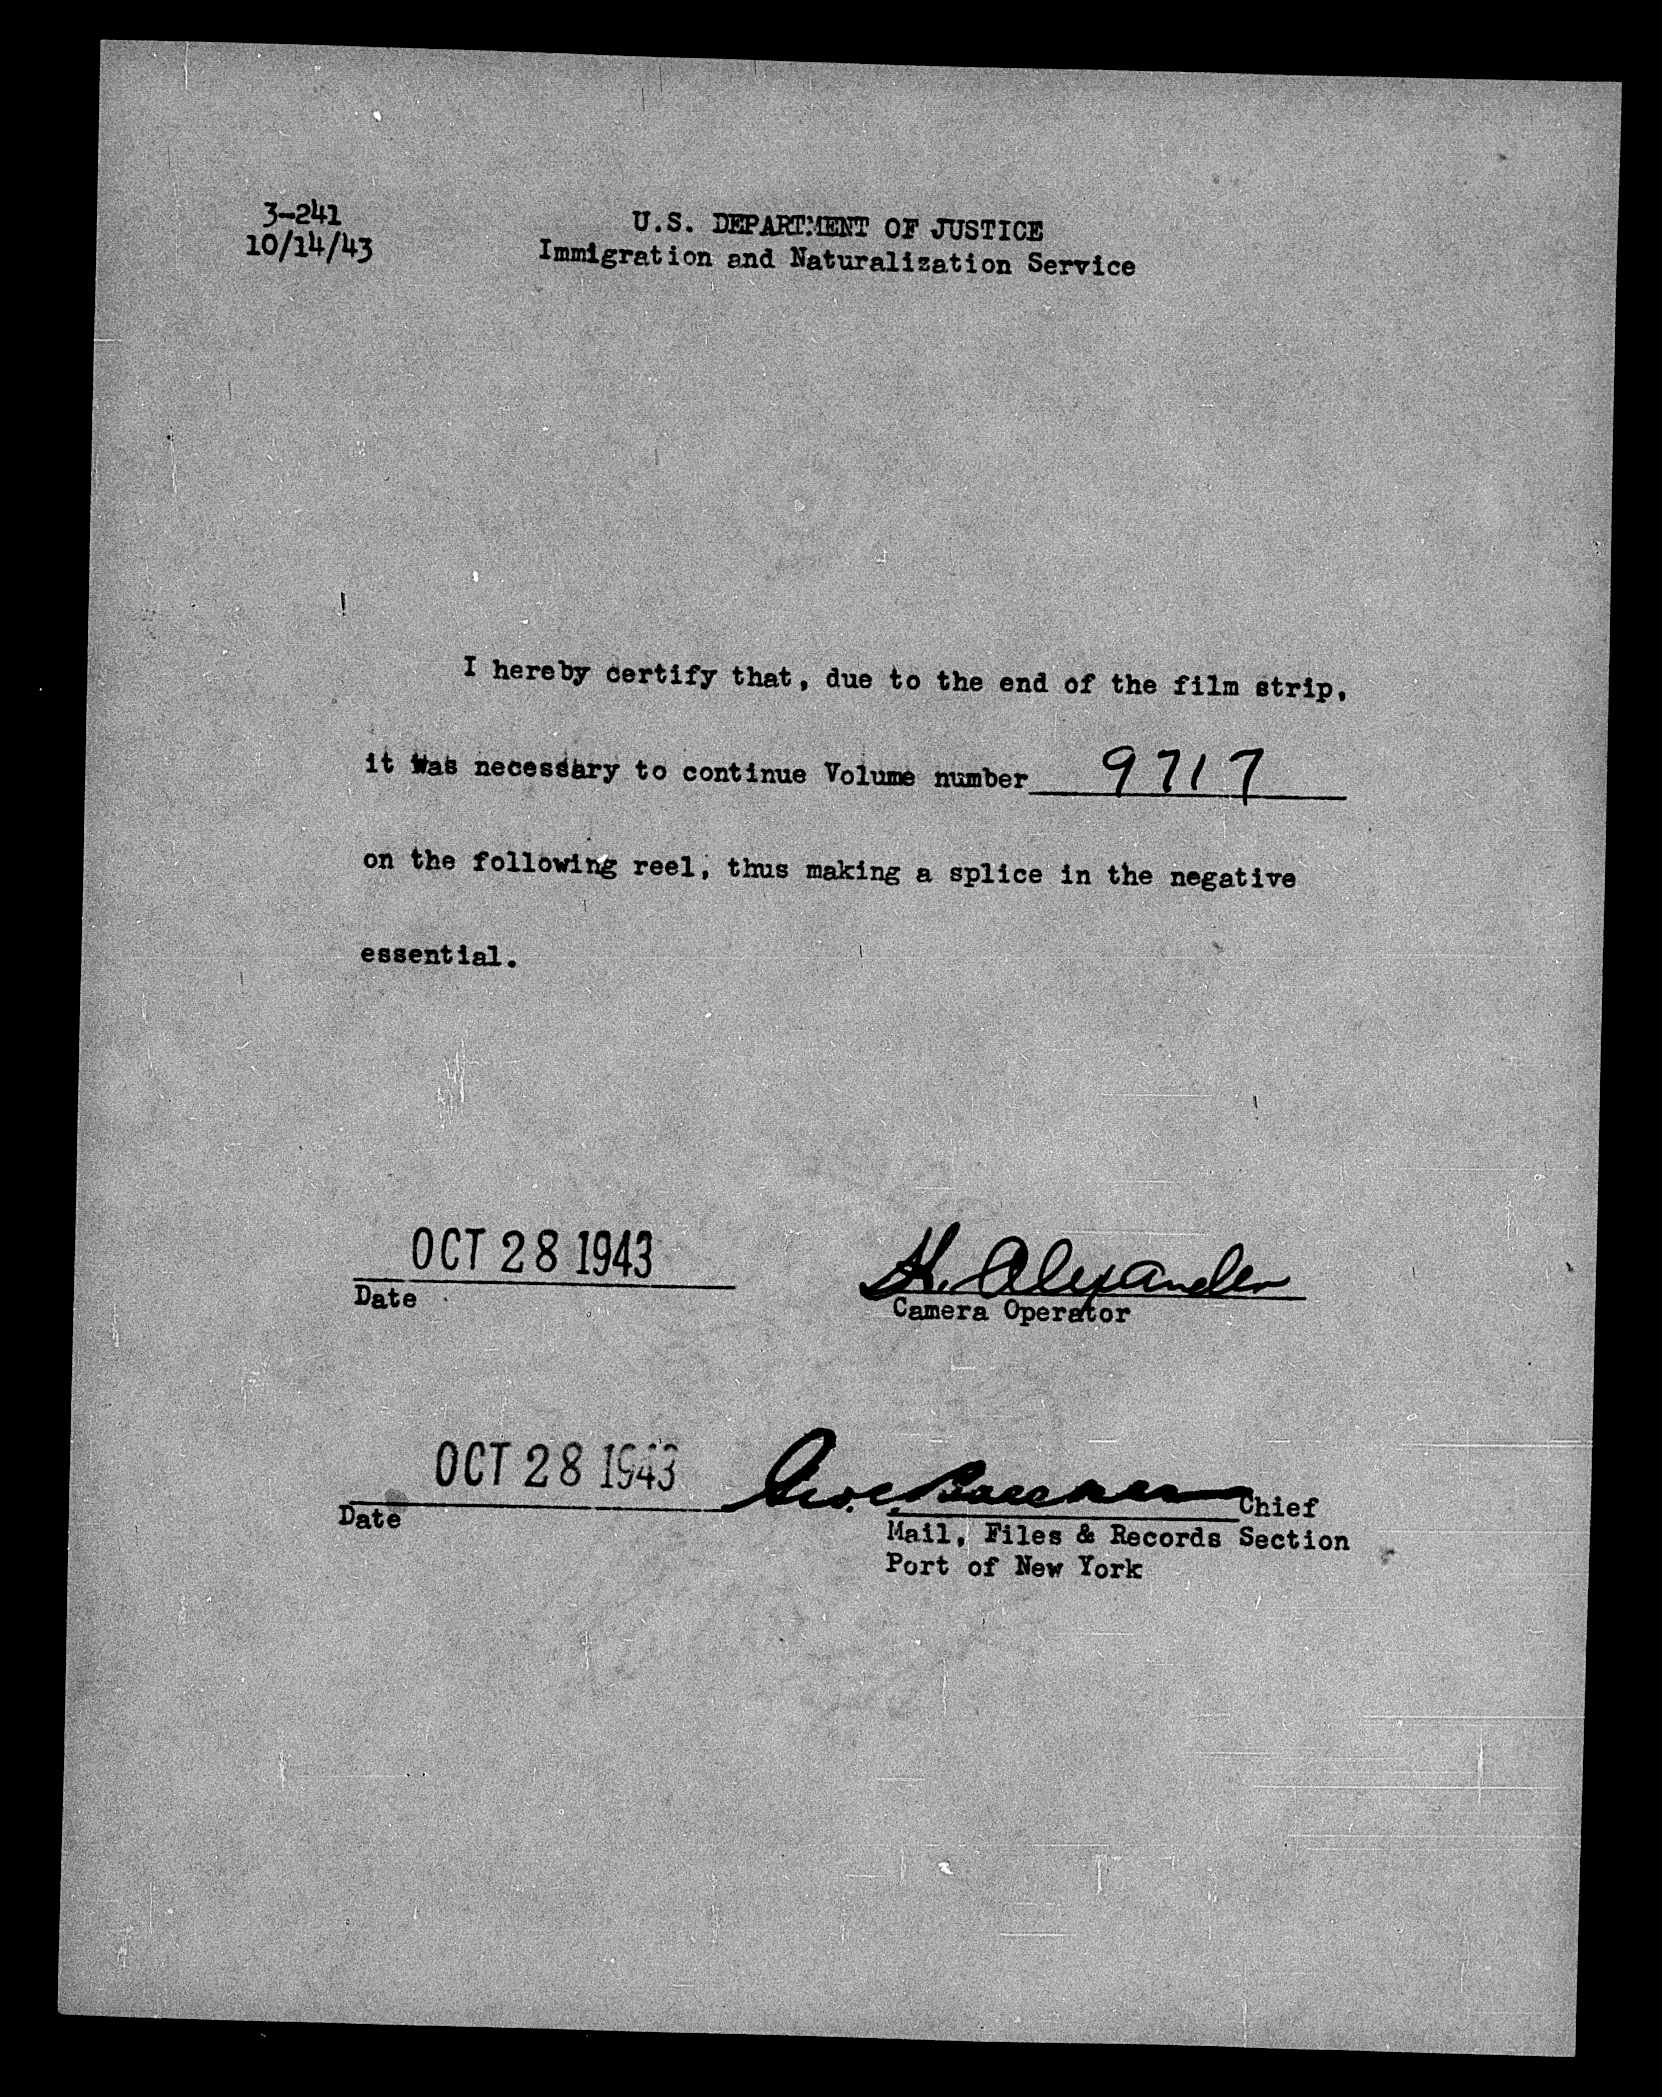 3-241
10/14/43
U.S. DEPARTMENT OF JUSTICE
Immigration and Naturalization Service
I hereby certify that, due to the end of the film strip,
it was necessary to continue Volume number 9717
on the following reel, thus making a splice in the negative
essential.
OCT 28 1943
Date
H. Alexander
Camera Operator
OCT 28 1943
Date
Geo. Chief
Mail, Files & Records Section
Port of New York